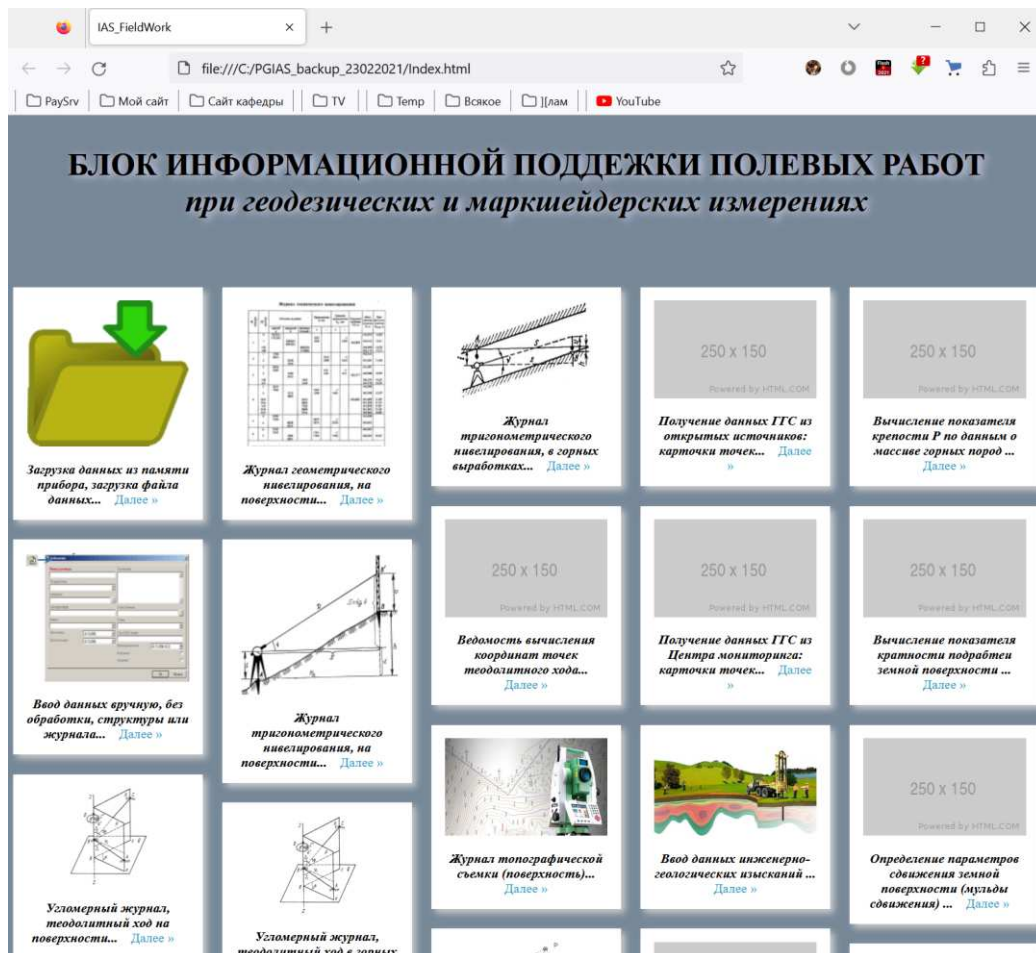 IAS_FieldWork
file:///C:/PGIAS_backup_23022021/Index.html
PaySrv
Мой сайт
Сайт кафедры
TV
Temp
Всякое
][лам
YouTube
БЛОК ИНФОРМАЦИОННОЙ ПОДДЕЖКИ ПОЛЕВЫХ РАБОТ
при геодезических и маркшейдерских измерениях
Загрузка данных из памяти
прибора, загрузка файла
данных... Далее »
Ввод данных вручную, без
обработки, структуры или
журнала... Далее »
Угломерный журнал,
теодолитный ход на
поверхности... Далее »
Журнал геометрического
нивелирования, на
поверхности... Далее »
Журнал
тригонометрического
нивелирования, на
поверхности... Далее »
Угломерный журнал,
теодолитный ход в горных
Журнал
тригонометрического
нивелирования, в горных
выработках... Далее »
250 x 150
Powered by HTML.COM
Ведомость вычисления
координат точек
теодолитного хода...
Далее »
Журнал топографической
съемки (поверхность)...
Далее »
250 x 150
Powered by HTML.COM
Получение данных ГГС из
открытых источников:
карточки точек... Далее
»
250 x 150
Powered by HTML.COM
Получение данных ГГС из
Центра мониторинга:
карточки точек... Далее
»
Ввод данных инженерно-
геологических изысканий ...
Далее »
250 x 150
Powered by HTML.COM
Вычисление показателя
крепости P по данным о
массиве горных пород ...
Далее »
250 x 150
Powered by HTML.COM
Вычисление показателя
кратности подрабтеи
земной поверхности ...
Далее »
250 x 150
Powered by HTML.COM
Определение параметров
сдвижения земной
поверхности (мульды
сдвижения) ... Далее »